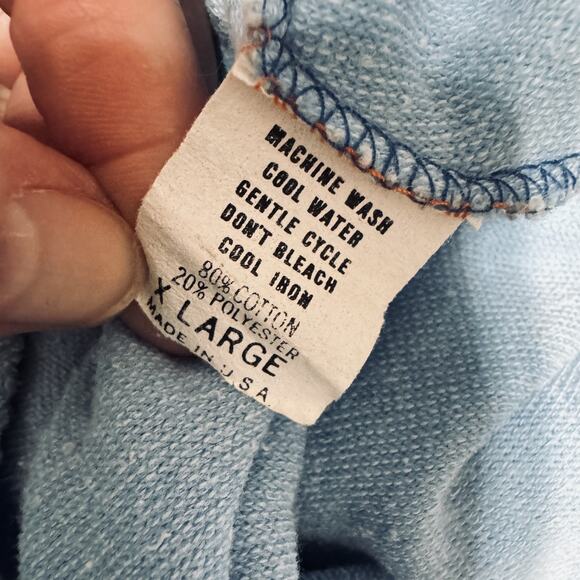 MACHINE WASH
COOL WATER
GENTLE CYCLE
DON'T BLEACH
COOL IRON
80% COTTON
20% POLYESTER
X LARGE
MADE IN U.S.A.